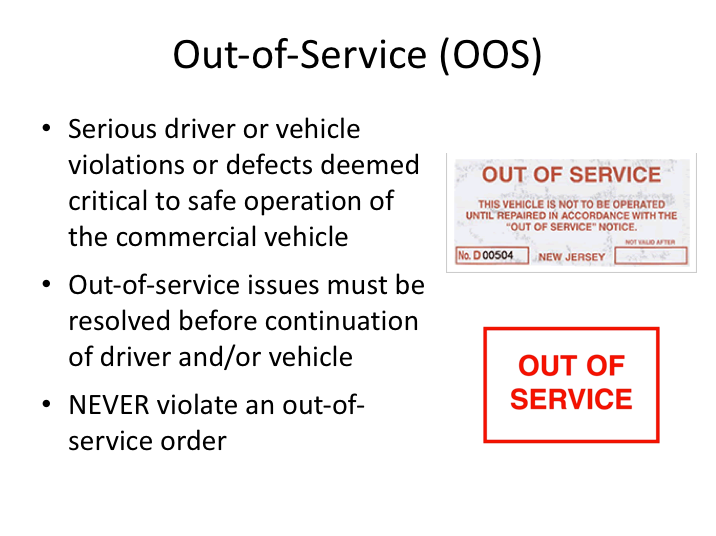 Out-of-Service (OOS)
• Serious driver or vehicle
violations or defects deemed
critical to safe operation of
the commercial vehicle
• Out-of-service issues must be
resolved before continuation
of driver and/or vehicle
• NEVER violate an out-of-
service order
OUT OF SERVICE
THIS VEHICLE IS NOT TO BE OPERATED
UNTIL REPAIRED IN ACCORDANCE WITH THE
"OUT OF SERVICE" NOTICE.
NOT VALID AFTER
No. D 00504 NEW JERSEY
OUT OF
SERVICE